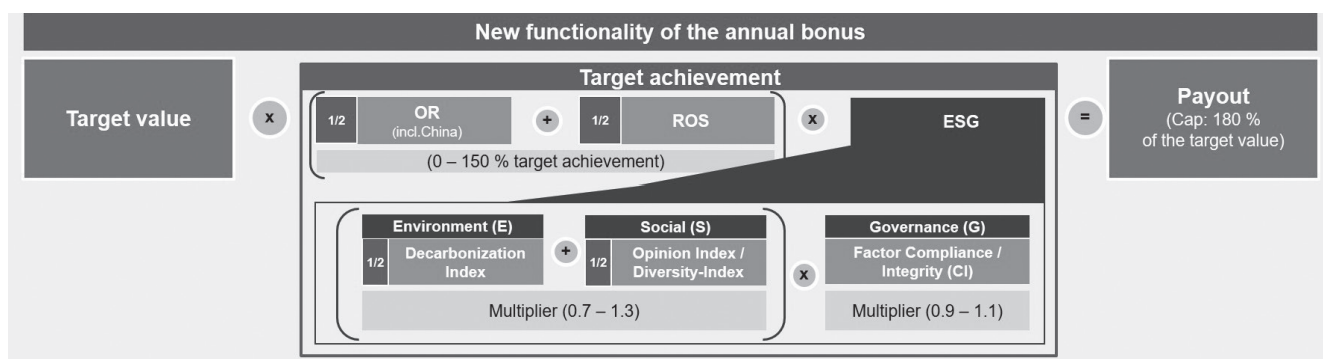 New functionality of the annual bonus
Target value
x
Target achievement
1/2
OR
(incl.China)
+
1/2
ROS
(0 – 150 % target achievement)
x
ESG
=
Payout
(Cap: 180 %
of the target value)
Environment (E)
1/2
Decarbonization
Index
+
Social (S)
1/2
Opinion Index /
Diversity-Index
Multiplier (0.7 – 1.3)
x
Governance (G)
Factor Compliance /
Integrity (CI)
Multiplier (0.9 – 1.1)